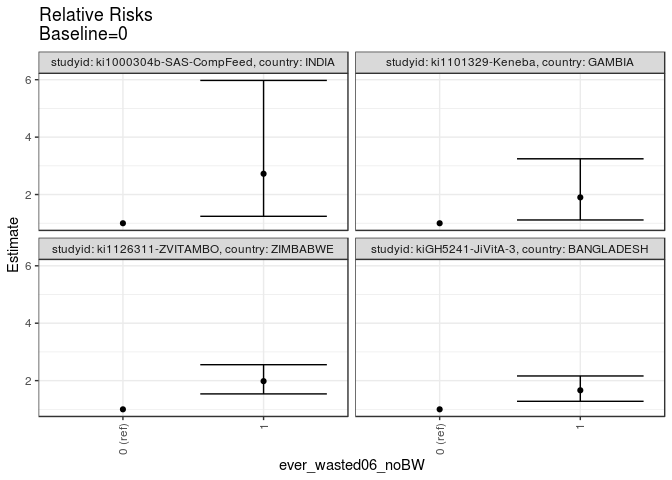 Relative Risks
Baseline=0
studyid: ki1000304b-SAS-CompFeed, country: INDIA
studyid: ki1101329-Keneba, country: GAMBIA
6
4
2
studyid: ki1126311-ZVITAMBO, country: ZIMBABWE
studyid: kiGH5241-JiVitA-3, country: BANGLADESH
6
4
2
Estimate
0 (ref)
1
0 (ref)
1
ever_wasted06_noBW